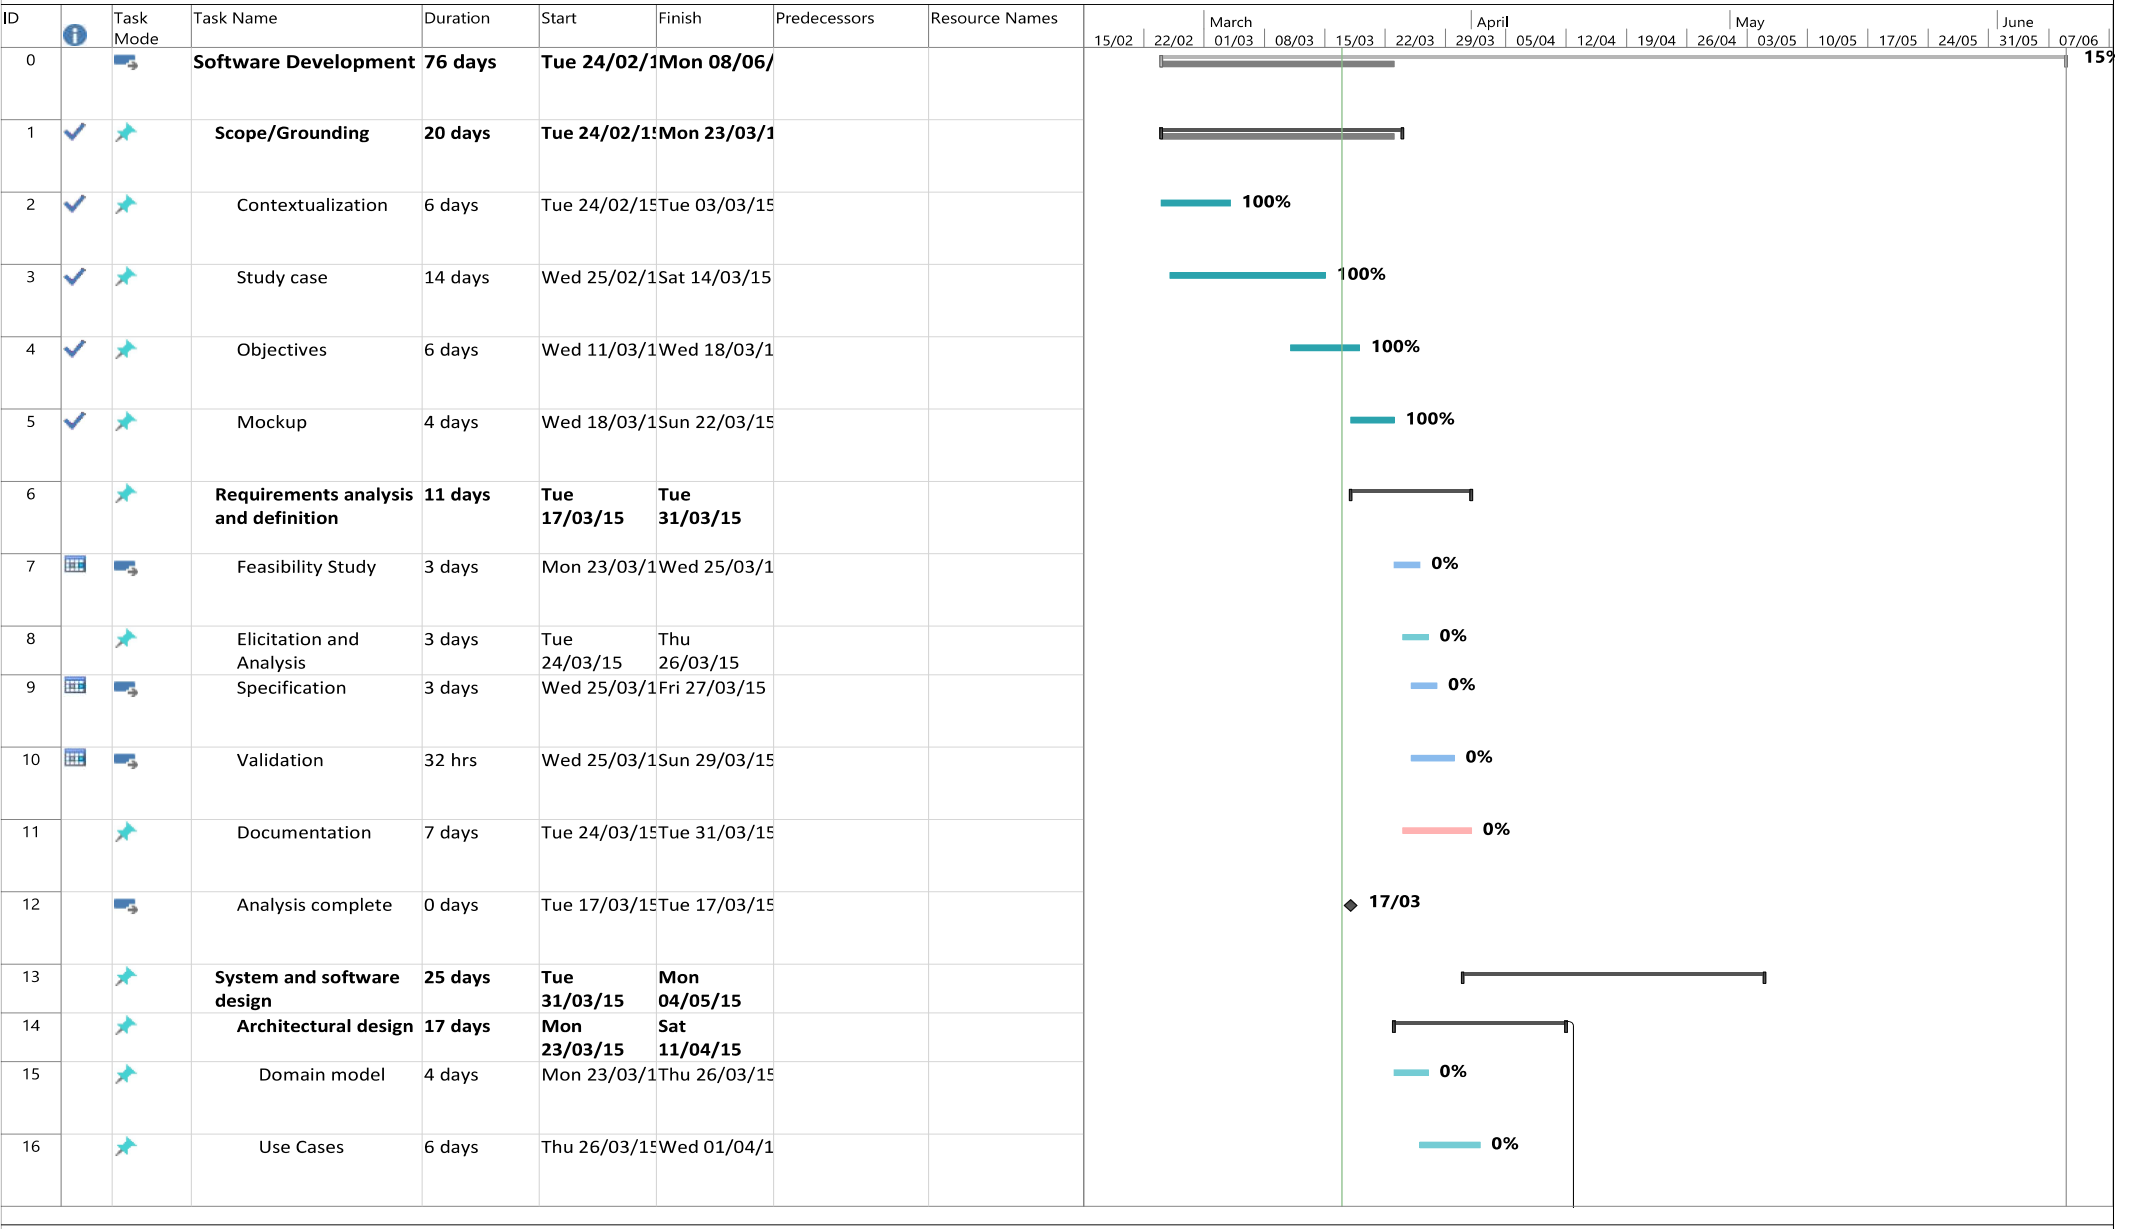 ID Task Mode Task Name Duration Start Finish Predecessors Resource Names
March April May June
15/02 22/02 01/03 08/03 15/03 22/03 29/03 05/04 12/04 19/04 26/04 03/05 10/05 17/05 24/05 31/05 07/06
0 Software Development 76 days Tue 24/02/1 Mon 08/06/ 15%
1 Scope/Grounding 20 days Tue 24/02/15 Mon 23/03/1
2 Contextualization 6 days Tue 24/02/15 Tue 03/03/15 100%
3 Study case 14 days Wed 25/02/1 Sat 14/03/15 100%
4 Objectives 6 days Wed 11/03/1 Wed 18/03/1 100%
5 Mockup 4 days Wed 18/03/1 Sun 22/03/15 100%
6 Requirements analysis 11 days Tue Tue
and definition 17/03/15 31/03/15
7 Feasibility Study 3 days Mon 23/03/1 Wed 25/03/1 0%
8 Elicitation and 3 days Tue Thu 0%
Analysis 24/03/15 26/03/15
9 Specification 3 days Wed 25/03/1 Fri 27/03/15 0%
10 Validation 32 hrs Wed 25/03/1 Sun 29/03/15 0%
11 Documentation 7 days Tue 24/03/15 Tue 31/03/15 0%
12 Analysis complete 0 days Tue 17/03/15 Tue 17/03/15 17/03
13 System and software 25 days Tue Mon
design 31/03/15 04/05/15
14 Architectural design 17 days Mon Sat
23/03/15 11/04/15
15 Domain model 4 days Mon 23/03/1 Thu 26/03/15 0%
16 Use Cases 6 days Thu 26/03/15 Wed 01/04/1 0%